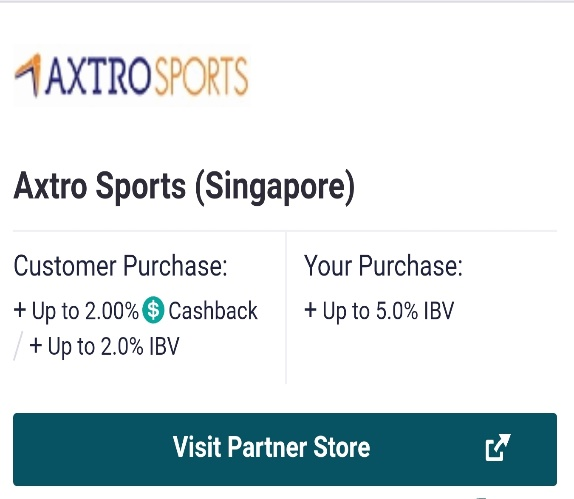 AXTROSPORTS
Axtro Sports (Singapore)
Customer Purchase:
+ Up to 2.00% $ Cashback
/ + Up to 2.0% IBV
Your Purchase:
+ Up to 5.0% IBV
Visit Partner Store